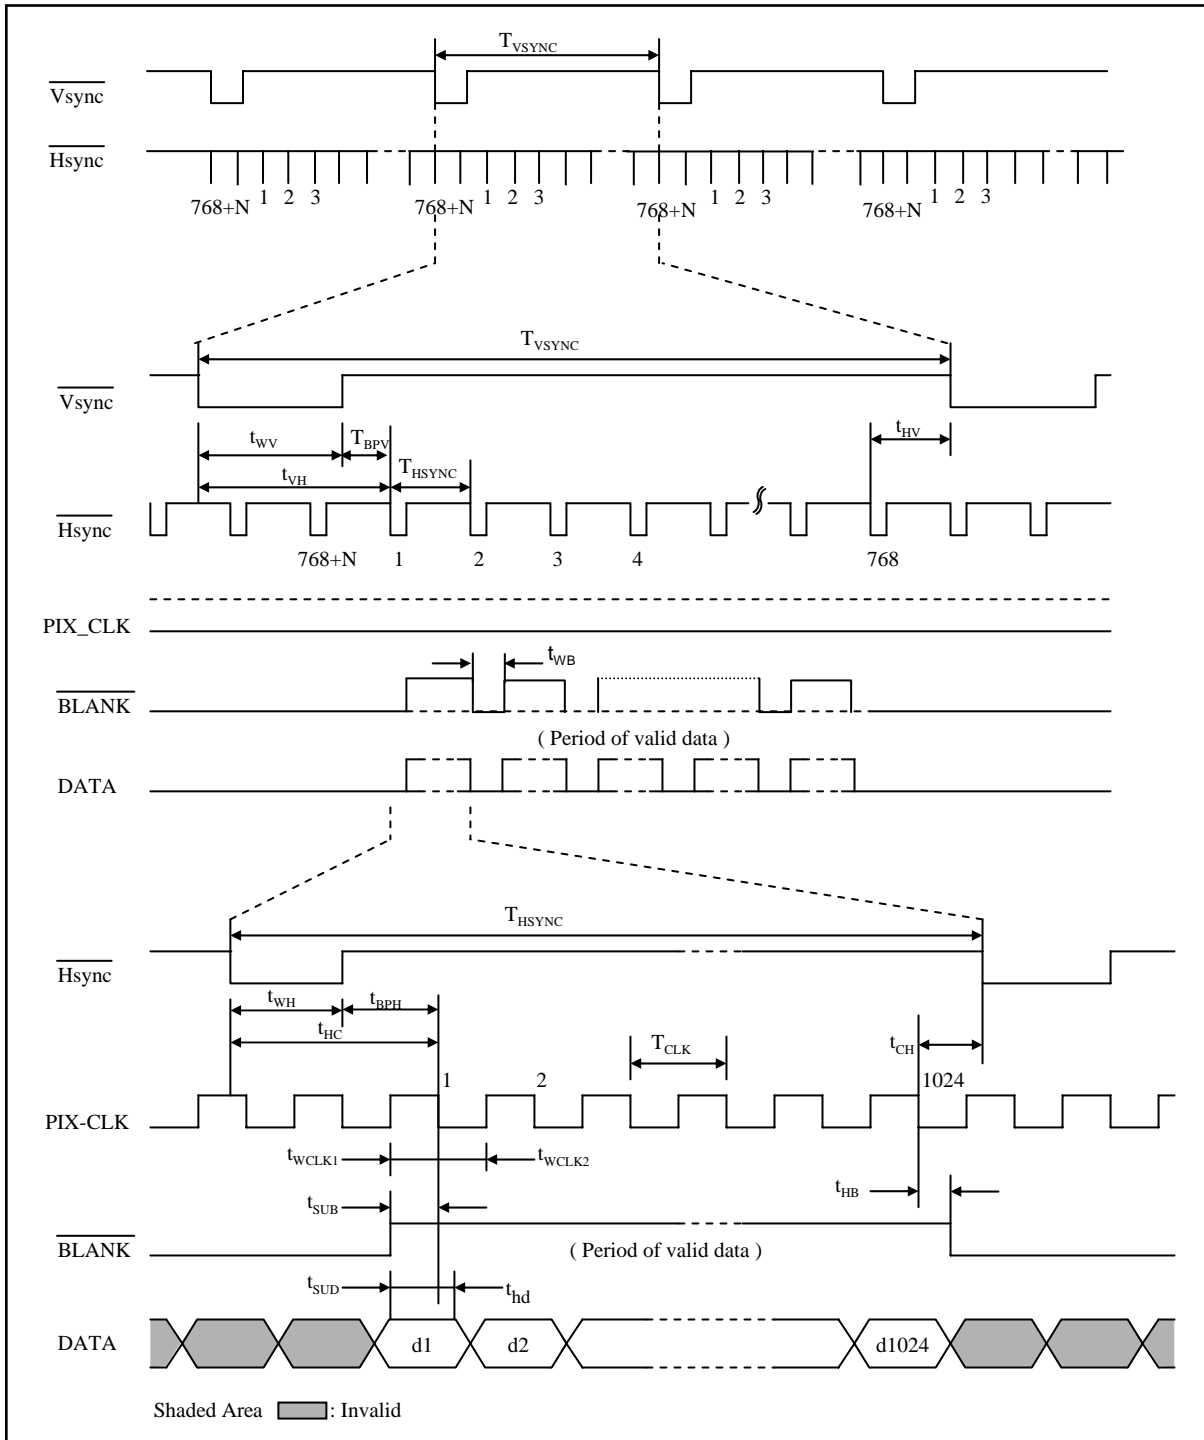 TVSYNC
Vsync
Hsync
1 2 3 1 2 3 1 2 3 1 2 3
768+N 768+N 768+N 768+N
TVSYNC
Vsync
tWV TBPV tHV
tVH THSYNC
Hsync
768+N 1 2 3 4 768
PIX_CLK
tWB
BLANK
( Period of valid data )
DATA
THSYNC
Hsync
tWH tBPH
tHC TCLK tCH
1 2 1024
PIX-CLK
tWCLK1 tWCLK2
tHB
tSUB
BLANK
( Period of valid data )
tSUD thd
DATA d1 d2 d1024
Shaded Area : Invalid